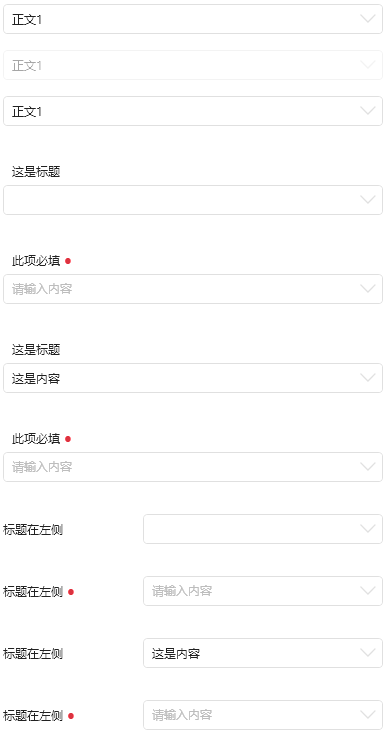 正文1
正文1
正文1
这是标题
此项必填
请输入内容
这是标题
这是内容
此项必填
请输入内容
标题在左侧
标题在左侧 请输入内容
标题在左侧 这是内容
标题在左侧 请输入内容